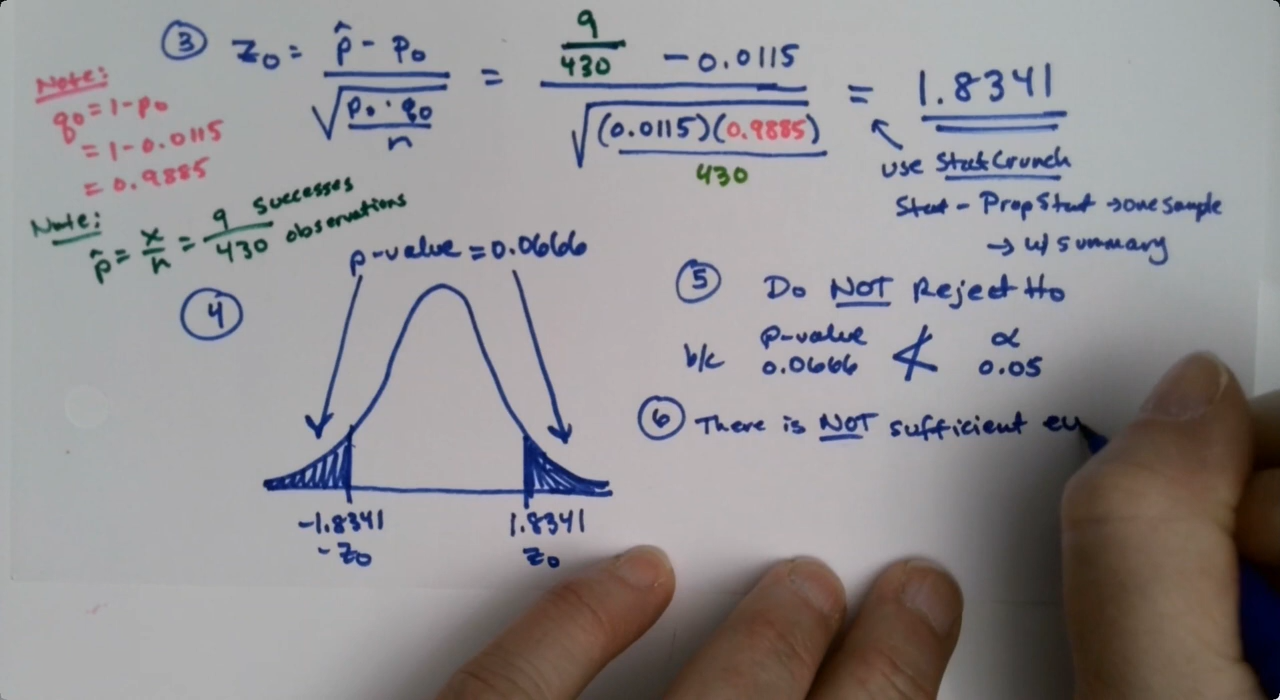 ③ z₀ = p̂ - p₀ / √(p₀ · q₀ / n) = 9/430 - 0.0115 / √((0.0115)(0.9885) / 430) = 1.8341
Note:
q₀ = 1 - p₀
= 1 - 0.0115
= 0.9885
Note:
p̂ = x/n = 9/430 successes observations
use StatCrunch
Stat - PropStat → one sample
→ w/ summary
④
p-value = 0.0666
-1.8341
-z₀
1.8341
z₀
⑤ Do NOT Reject Ho
b/c p-value ≮ α
0.0666 0.05
⑥ There is NOT sufficient ev